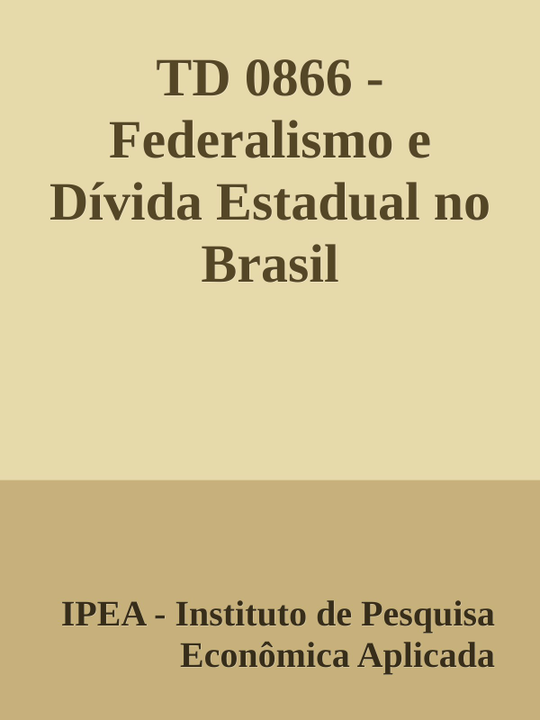 TD 0866 -
Federalismo e
Dívida Estadual no
Brasil
IPEA - Instituto de Pesquisa
Econômica Aplicada